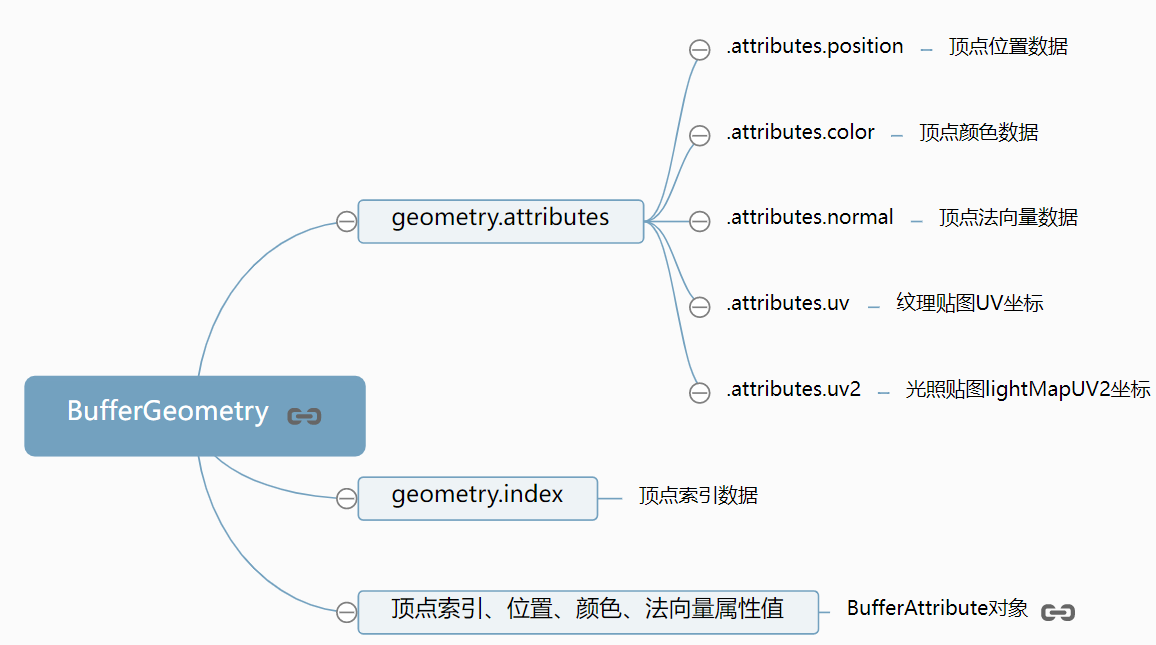 .attributes.position – 顶点位置数据
.attributes.color – 顶点颜色数据
geometry.attributes
.attributes.normal – 顶点法向量数据
.attributes.uv – 纹理贴图UV坐标
.attributes.uv2 – 光照贴图lightMapUV2坐标
BufferGeometry
geometry.index
顶点索引数据
顶点索引、位置、颜色、法向量属性值
BufferAttribute对象